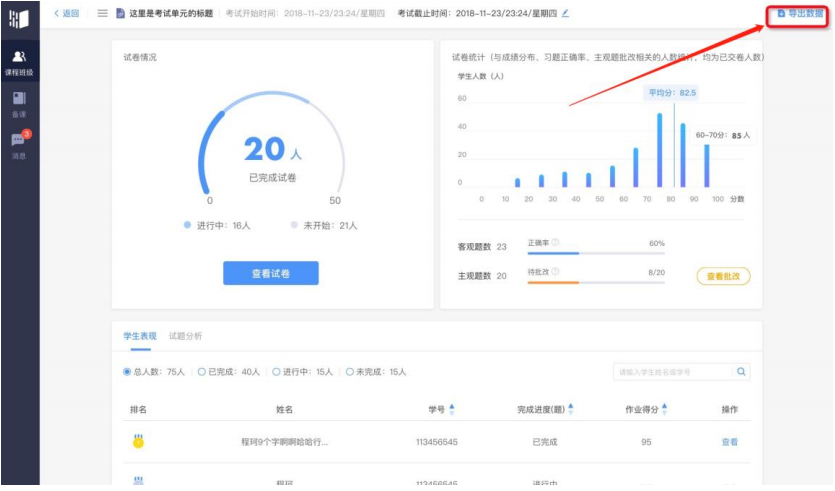 返回
这里是考试单元的标题 考试开始时间：2018-11-23/23:24/星期四 考试截止时间：2018-11-23/23:24/星期四
导出数据
课程班级
备课
3
消息
试卷情况
20人
已完成试卷
0 50
进行中：16人 未开始：21人
查看试卷
试卷统计（与成绩分布、习题正确率、主观题批改相关的人数统计，均为已交卷人数）
学生人数（人）
平均分：82.5
60
40
20
0
60-70分：85人
0 10 20 30 40 50 60 70 80 90 100 分数
客观题数 23 正确率 60%
主观题数 20 待批改 8/20 查看批改
学生表现 试题分析
总人数：75人 已完成：40人 进行中：15人 未完成：15人
请输入学生姓名或学号
排名 姓名 学号 完成进度(题) 作业得分 操作
程珂9个字啊啊哈哈行... 113456545 已完成 95 查看
程珂 113456545 进行中